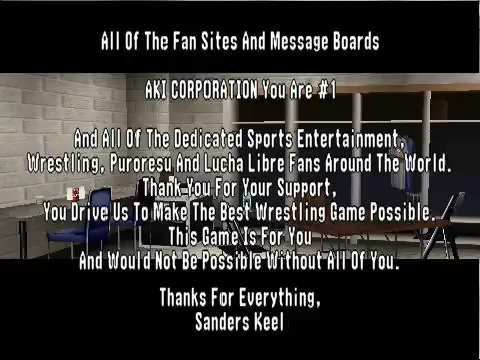 All Of The Fan Sites And Message Boards
AKI CORPORATION You Are #1
And All Of The Dedicated Sports Entertainment,
Wrestling, Puroresu And Lucha Libre Fans Around The World.
Thank You For Your Support,
You Drive Us To Make The Best Wrestling Game Possible.
This Game Is For You
And Would Not Be Possible Without All Of You.
Thanks For Everything,
Sanders Keel